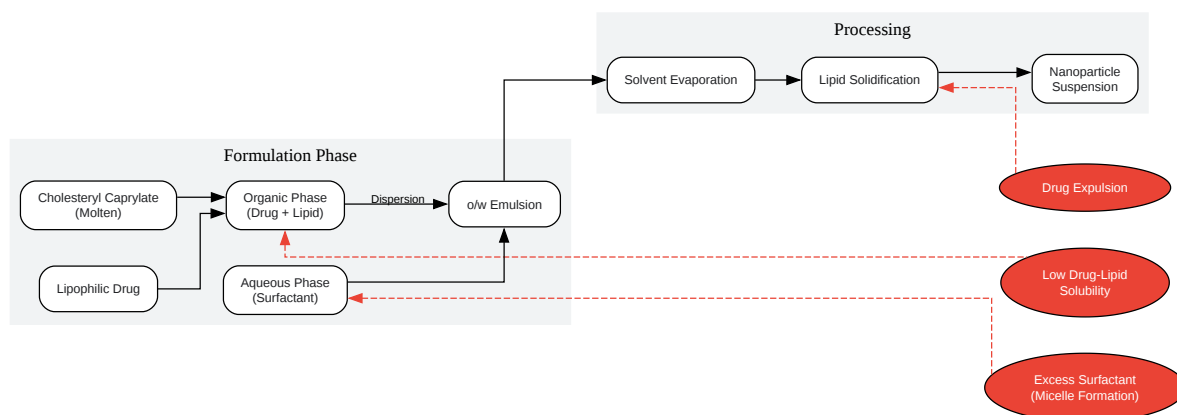 Processing
Solvent Evaporation
Lipid Solidification
Nanoparticle
Suspension
Formulation Phase
Cholesteryl Caprylate
(Molten)
Organic Phase
(Drug + Lipid)
Dispersion
o/w Emulsion
Lipophilic Drug
Aqueous Phase
(Surfactant)
Drug Expulsion
Low Drug-Lipid
Solubility
Excess Surfactant
(Micelle Formation)